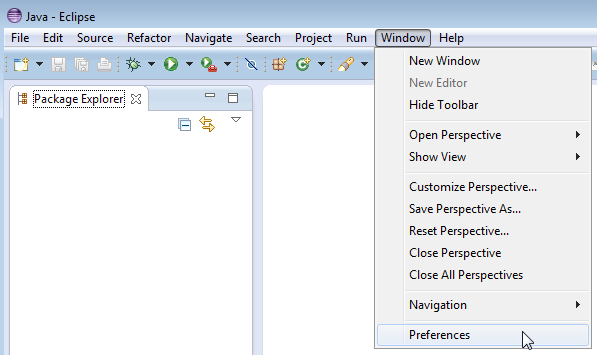 Java - Eclipse
File Edit Source Refactor Navigate Search Project Run Window Help
Package Explorer
New Window
New Editor
Hide Toolbar
Open Perspective
Show View
Customize Perspective...
Save Perspective As...
Reset Perspective...
Close Perspective
Close All Perspectives
Navigation
Preferences